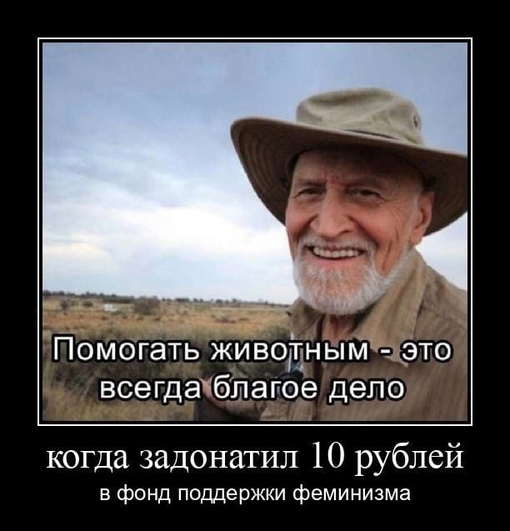 Помогать животным - это
всегда благое дело
когда задонатил 10 рублей
в фонд поддержки феминизма